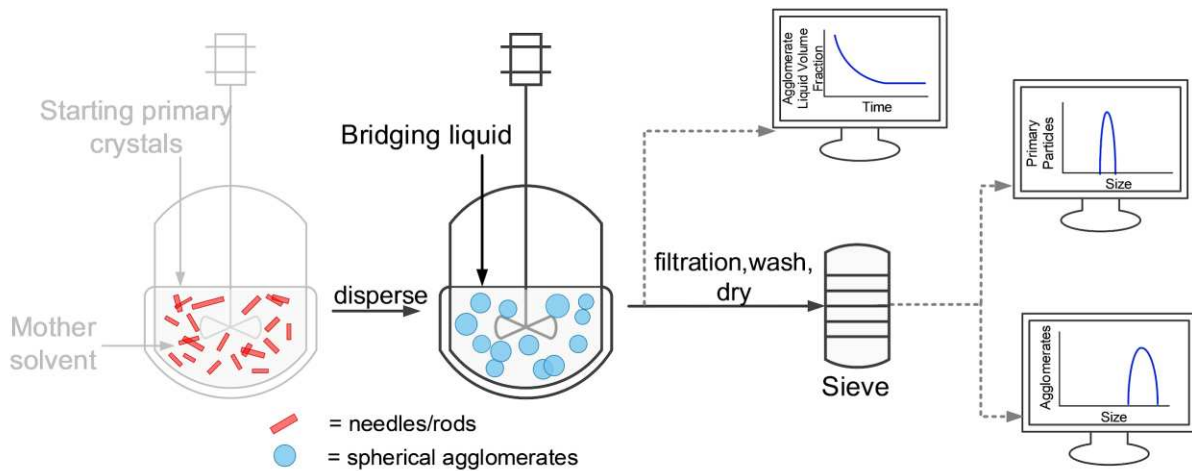 Starting primary
crystals
Mother
solvent
disperse
Bridging liquid
= needles/rods
= spherical agglomerates
Agglomerate
Liquid Volume
Fraction
Time
filtration,wash,
dry
Sieve
Primary
Particles
Size
Agglomerates
Size